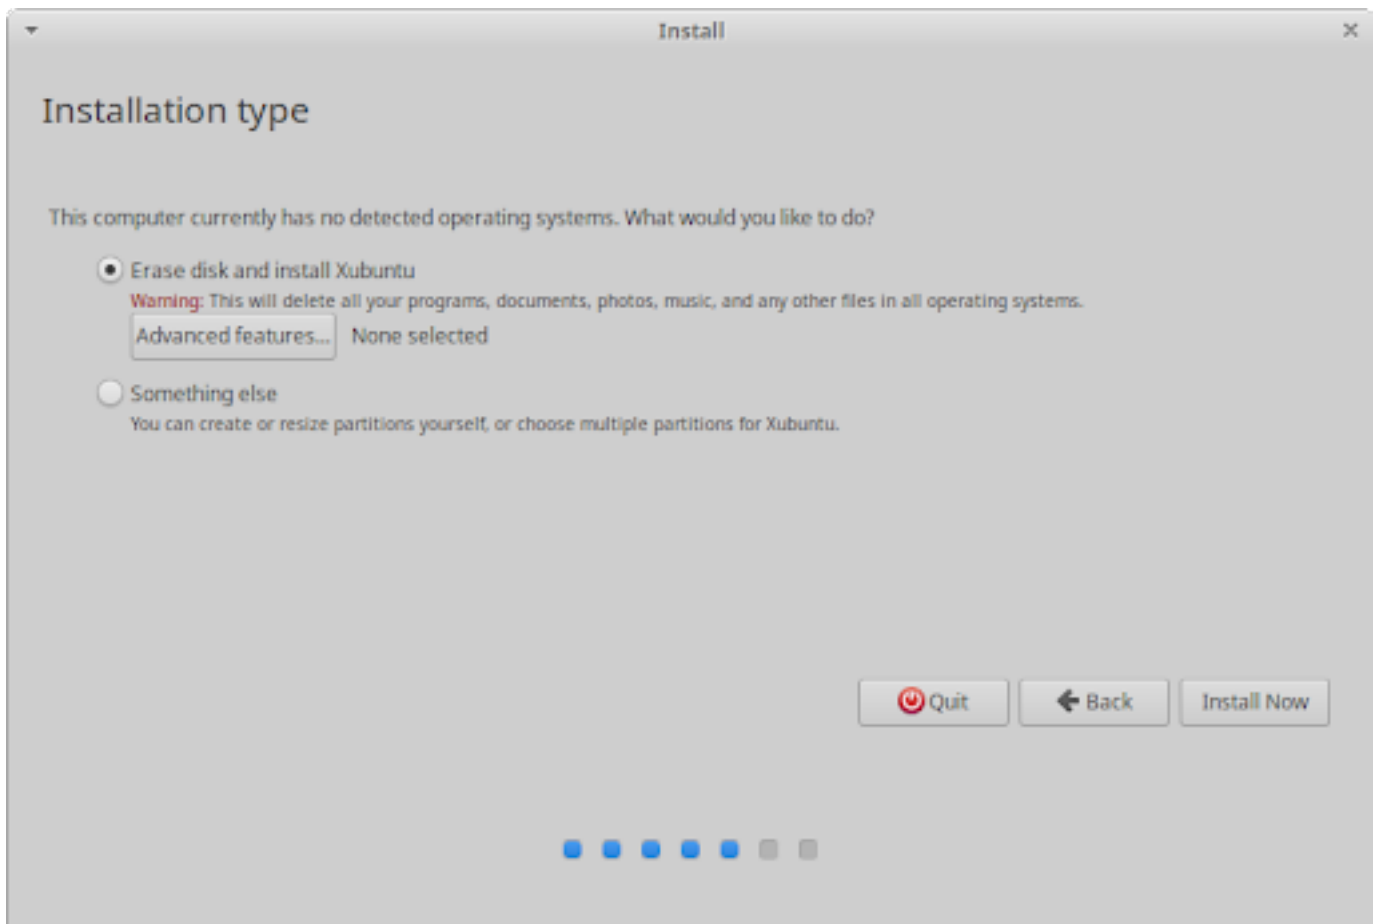 Install
Installation type
This computer currently has no detected operating systems. What would you like to do?
Erase disk and install Xubuntu
Warning: This will delete all your programs, documents, photos, music, and any other files in all operating systems.
Advanced features... None selected
Something else
You can create or resize partitions yourself, or choose multiple partitions for Xubuntu.
Quit Back Install Now